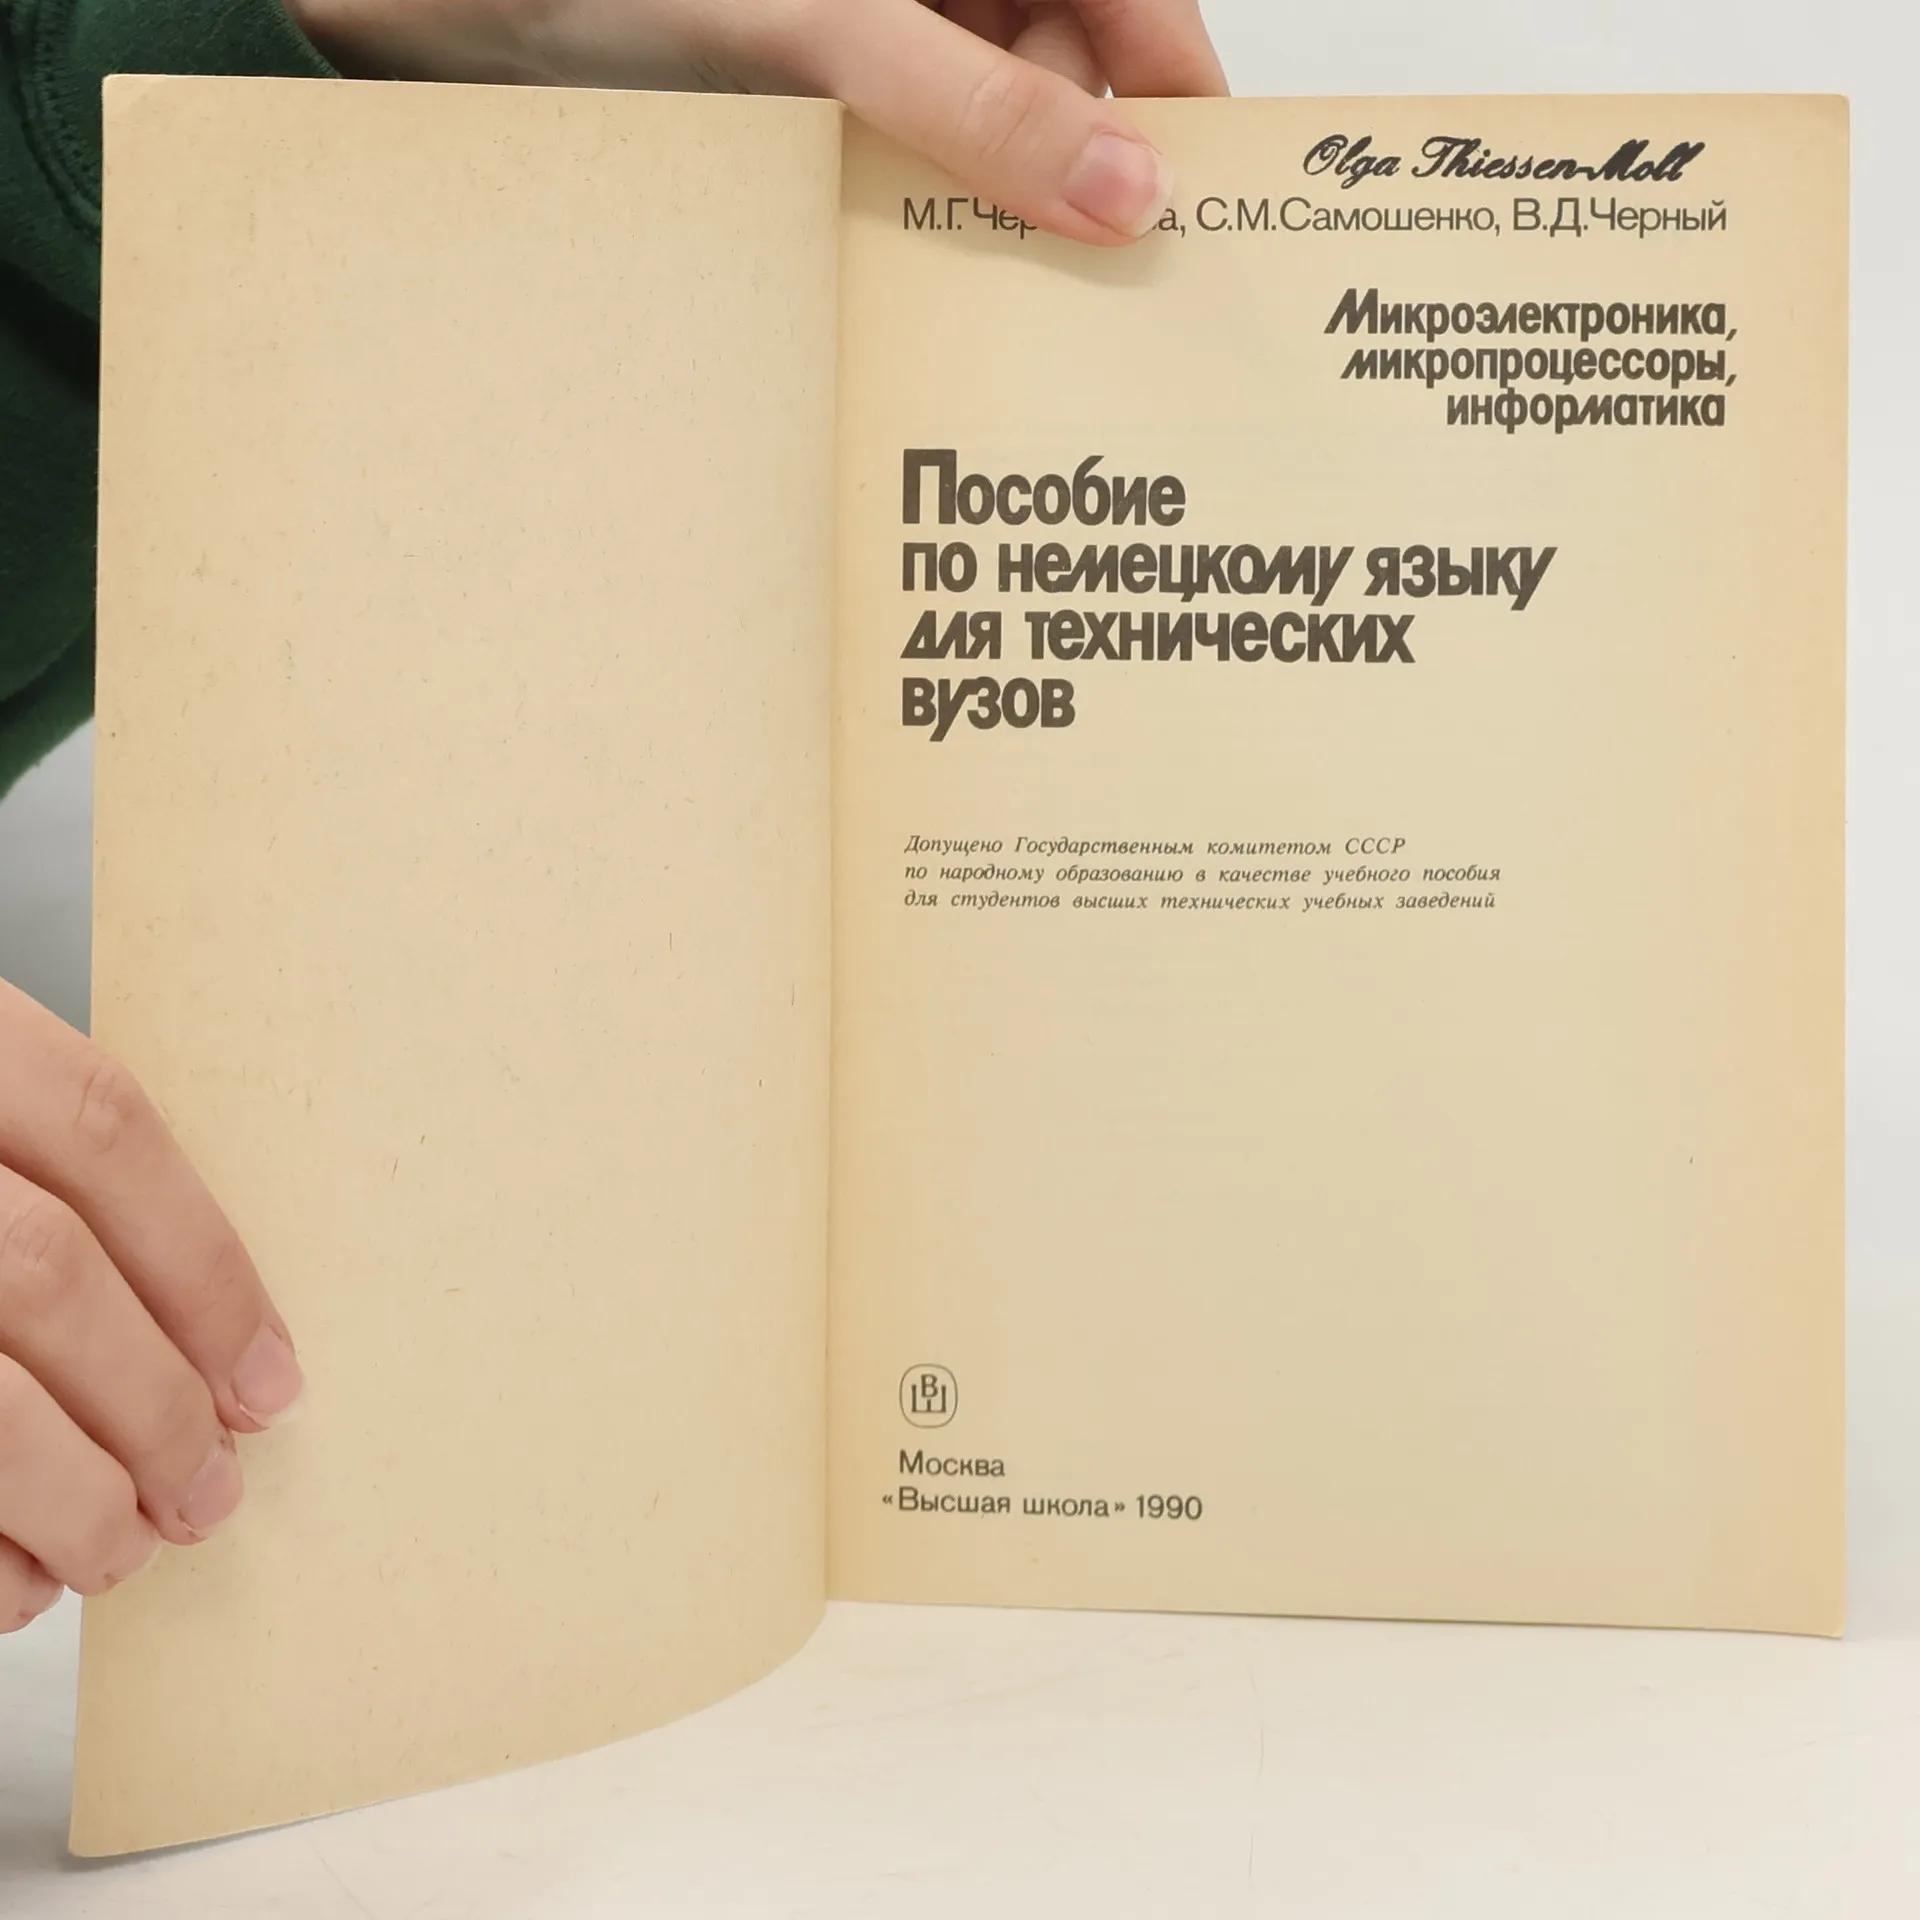 Olga Thiessen-Moll
М.Г. С.М.Самошенко, В.Д.Черный
Микроэлектроника,
микропроцессоры,
информатика
Пособие
по немецкому языку
для технических
вузов
Допущено Государственным комитетом СССР
по народному образованию в качестве учебного пособия
для студентов высших технических учебных заведений
ВШ
Москва
«Высшая школа» 1990